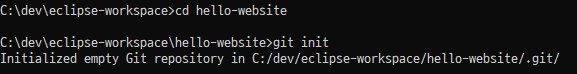 C:\dev\eclipse-workspace>cd hello-website
C:\dev\eclipse-workspace\hello-website>git init
Initialized empty Git repository in C:/dev/eclipse-workspace/hello-website/.git/